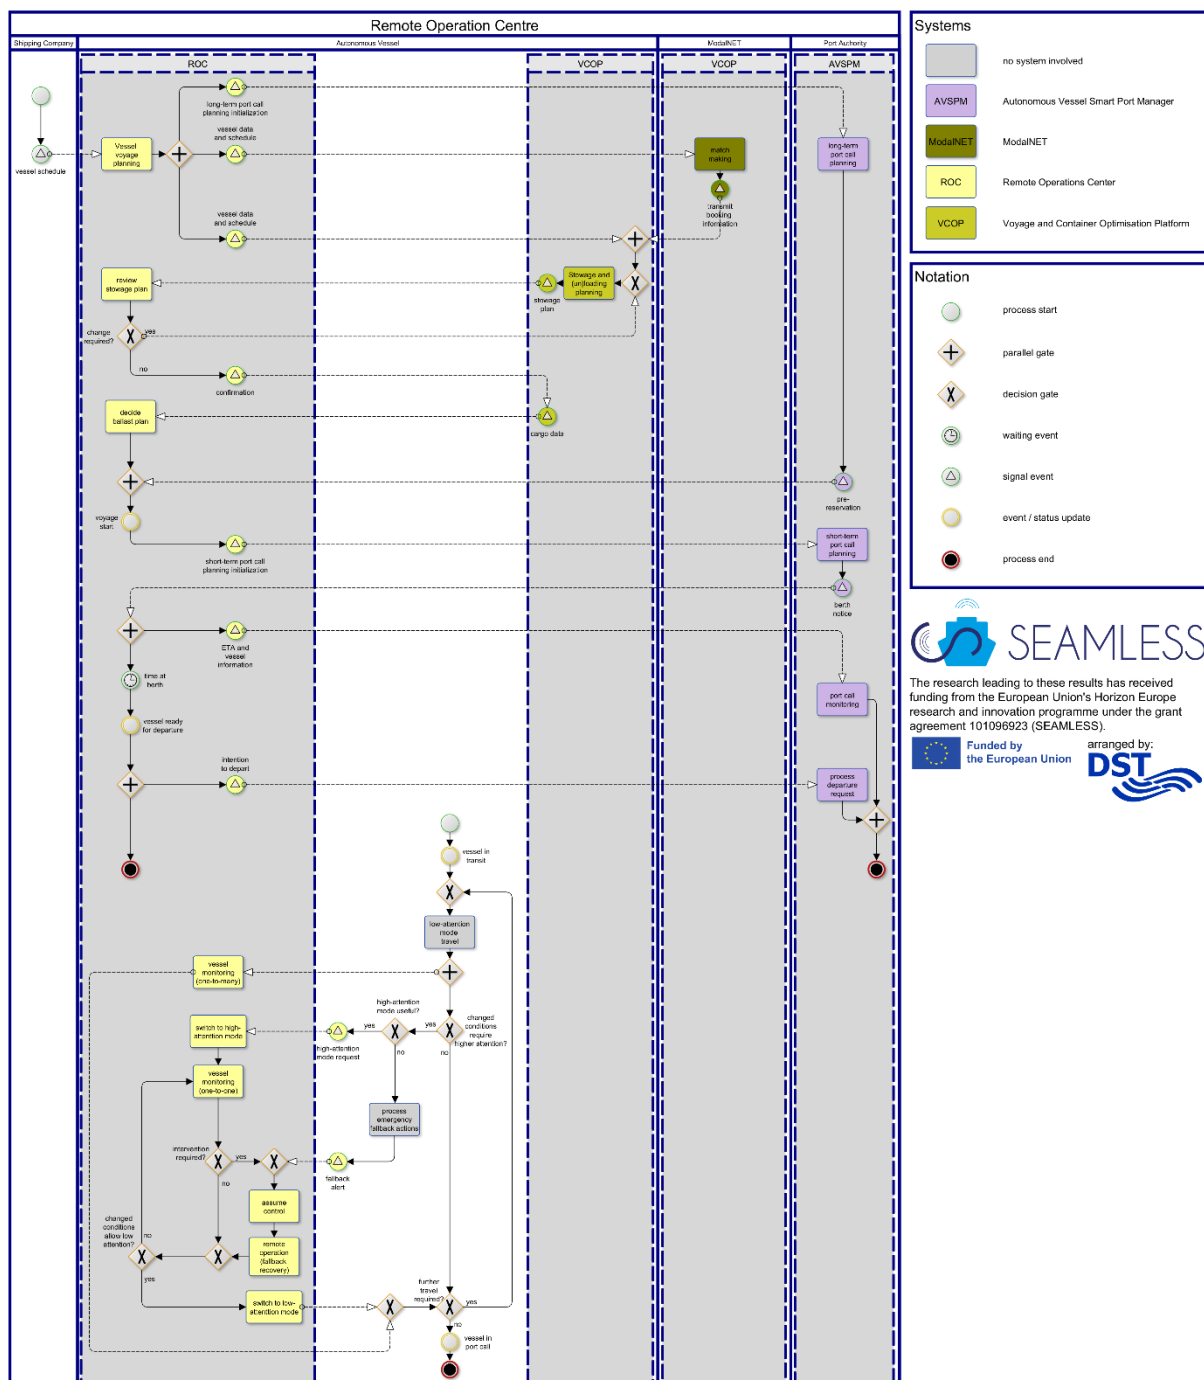 Remote Operation Centre
Shipping Company
Autonomous Vessel
ModalNET
Port Authority
ROC
VCOP
VCOP
AVSPM
long-term port call
planning initialization
vessel schedule
Vessel
voyage
planning
vessel data
and schedule
match
making
long-term
port call
planning
transmit
booking
information
vessel data
and schedule
review
stowage plan
Stowage and
(un)loading
planning
stowage
plan
change
required?
yes
no
confirmation
decide
ballast plan
cargo data
pre-
reservation
voyage
start
short-term port call
planning initialization
short-term
port call
planning
berth
notice
ETA and
vessel
information
time at
berth
port call
monitoring
vessel ready
for departure
intention
to depart
process
departure
request
vessel in
transit
low-attention
mode
travel
vessel
monitoring
(one-to-many)
high-attention
mode useful?
switch to high-
attention mode
yes
yes
changed
conditions
require
higher attention?
high-attention
mode request
no
no
vessel
monitoring
(one-to-one)
process
emergency
fallback actions
intervention
required?
yes
fallback
alert
no
assume
control
changed
conditions
allow low
attention?
no
remote
operation
(fallback
recovery)
yes
switch to low-
attention mode
further
travel
required?
yes
no
vessel in
port call
Systems
no system involved
AVSPM
Autonomous Vessel Smart Port Manager
ModalNET
ModalNET
ROC
Remote Operations Center
VCOP
Voyage and Container Optimisation Platform
Notation
process start
parallel gate
decision gate
waiting event
signal event
event / status update
process end
SEAMLESS
The research leading to these results has received
funding from the European Union's Horizon Europe
research and innovation programme under the grant
agreement 101096923 (SEAMLESS).
Funded by
the European Union
arranged by:
DST